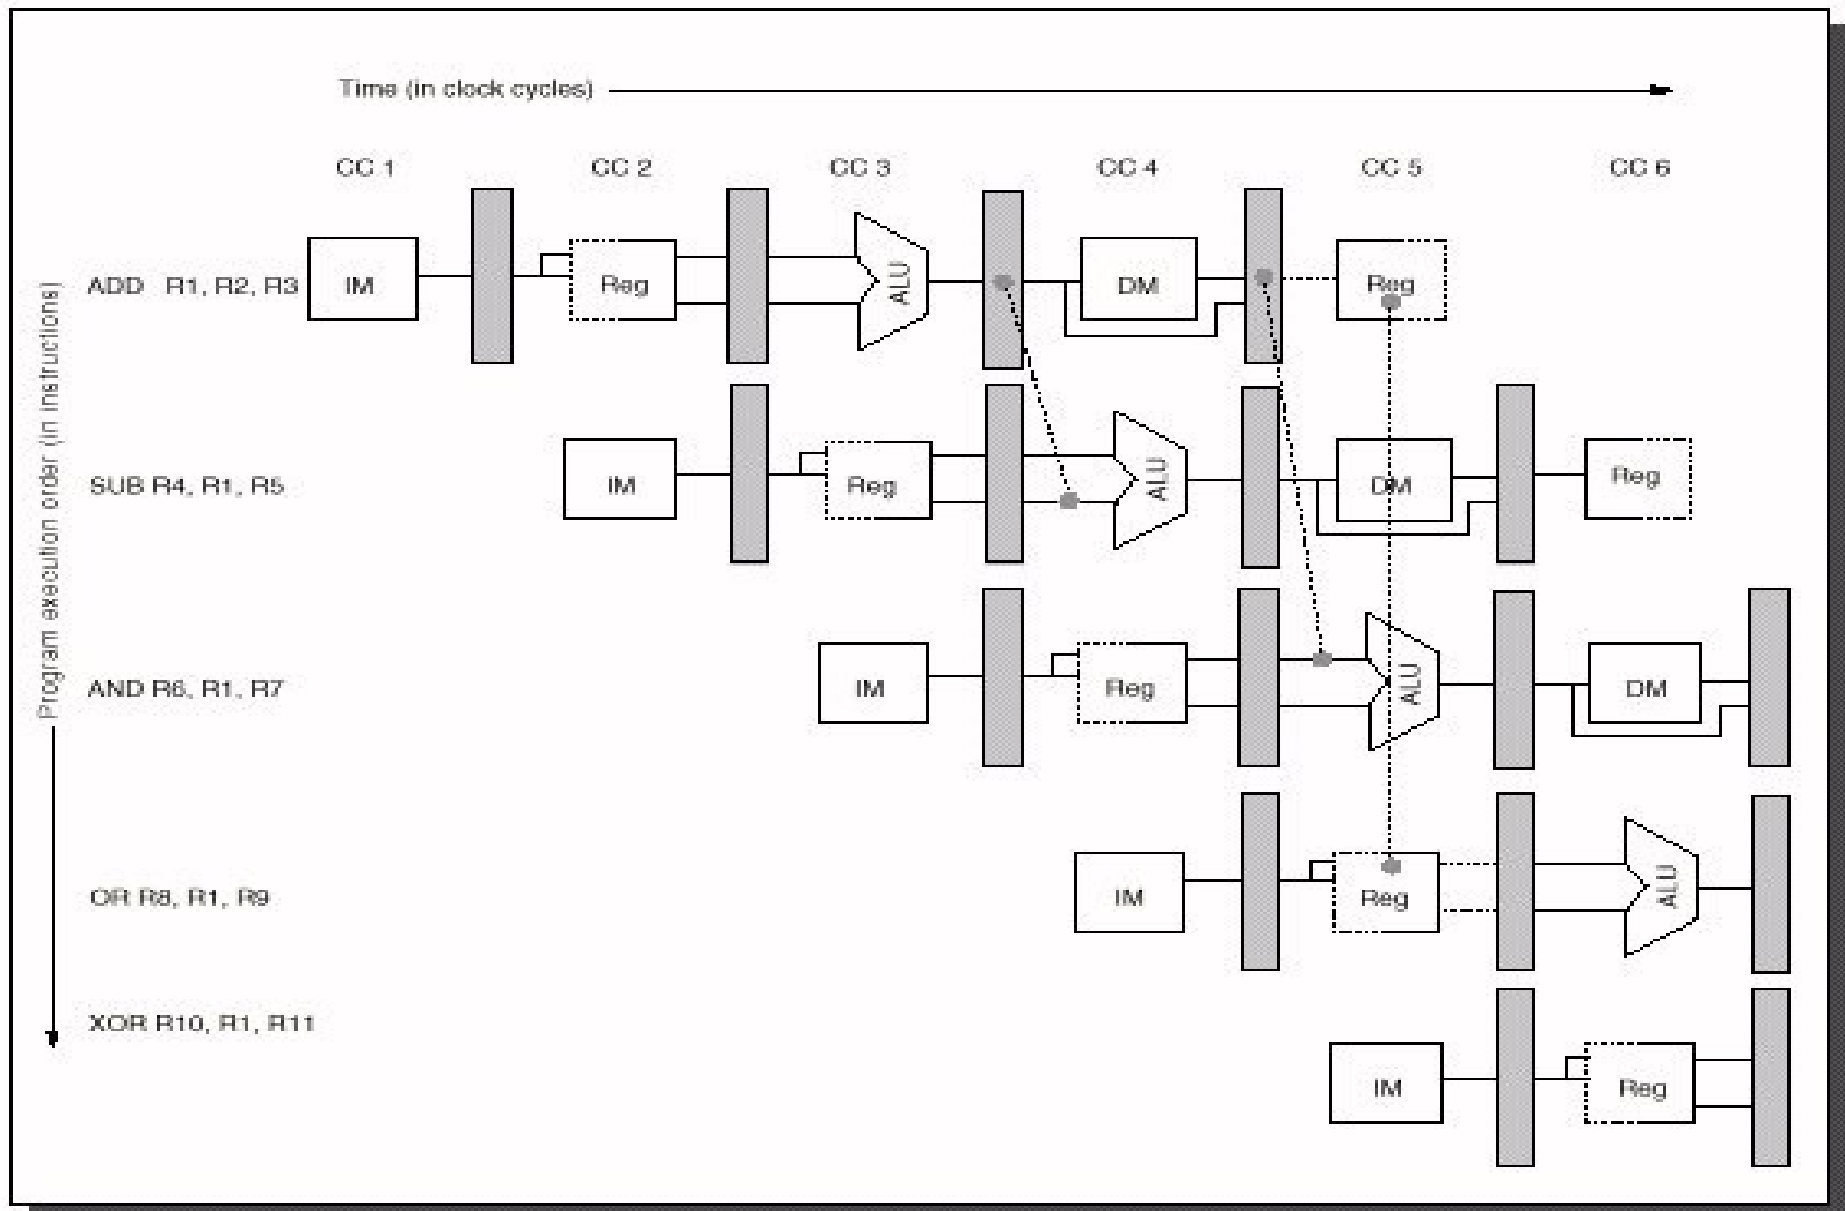 Time (in clock cycles)
CC 1 CC 2 CC 3 CC 4 CC 5 CC 6
Program execution order (in instructions)
ADD R1, R2, R3 IM Reg ALU DM Reg
SUB R4, R1, R5 IM Reg ALU DM Reg
AND R6, R1, R7 IM Reg ALU DM
OR R8, R1, R9 IM Reg ALU
XOR R10, R1, R11
IM Reg